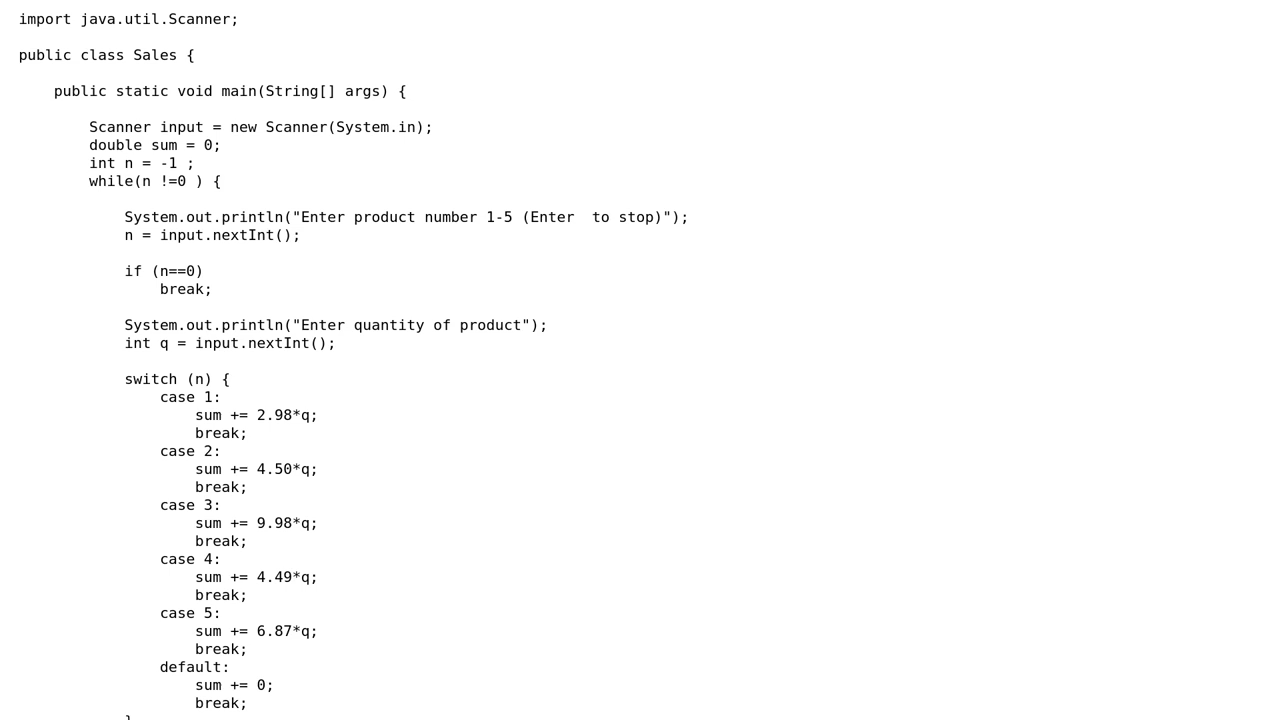 import java.util.Scanner;
public class Sales {
public static void main(String[] args) {
Scanner input = new Scanner(System.in);
double sum = 0;
int n = -1 ;
while(n !=0 ) {
System.out.println("Enter product number 1-5 (Enter  to stop)");
n = input.nextInt();
if (n==0)
break;
System.out.println("Enter quantity of product");
int q = input.nextInt();
switch (n) {
case 1:
sum += 2.98*q;
break;
case 2:
sum += 4.50*q;
break;
case 3:
sum += 9.98*q;
break;
case 4:
sum += 4.49*q;
break;
case 5:
sum += 6.87*q;
break;
default:
sum += 0;
break;
}